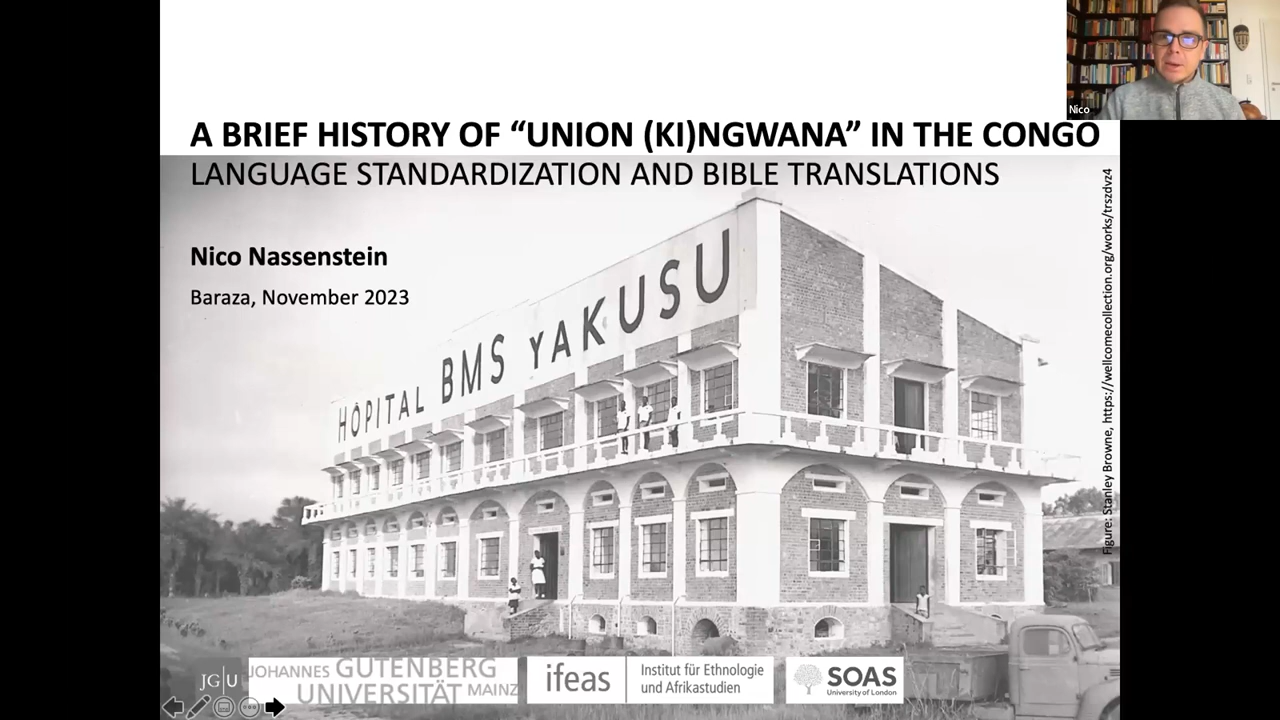 Nico
A BRIEF HISTORY OF “UNION (KI)NGWANA” IN THE CONGO
LANGUAGE STANDARDIZATION AND BIBLE TRANSLATIONS
Nico Nassenstein
Baraza, November 2023
HÔPITAL BMS YAKUSU
Figure: Stanley Browne, https://wellcomecollection.org/works/trszdvz4
JG|U
JOHANNES GUTENBERG
UNIVERSITÄT MAINZ
ifeas
Institut für Ethnologie
und Afrikastudien
SOAS
University of London